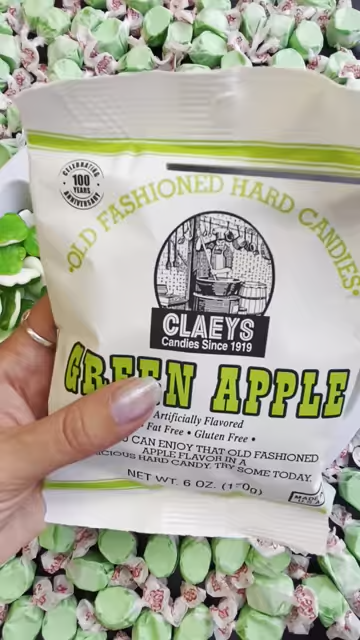 CELEBRATING
100
YEARS
ANNIVERSARY
OLD FASHIONED HARD CANDIES
CLAEYS
Candies Since 1919
GREEN APPLE
Artificially Flavored
Fat Free • Gluten Free •
CAN ENJOY THAT OLD FASHIONED
APPLE FLAVOR IN A
HARD CANDY. TRY SOME TODAY.
NET WT. 6 OZ.
MADE